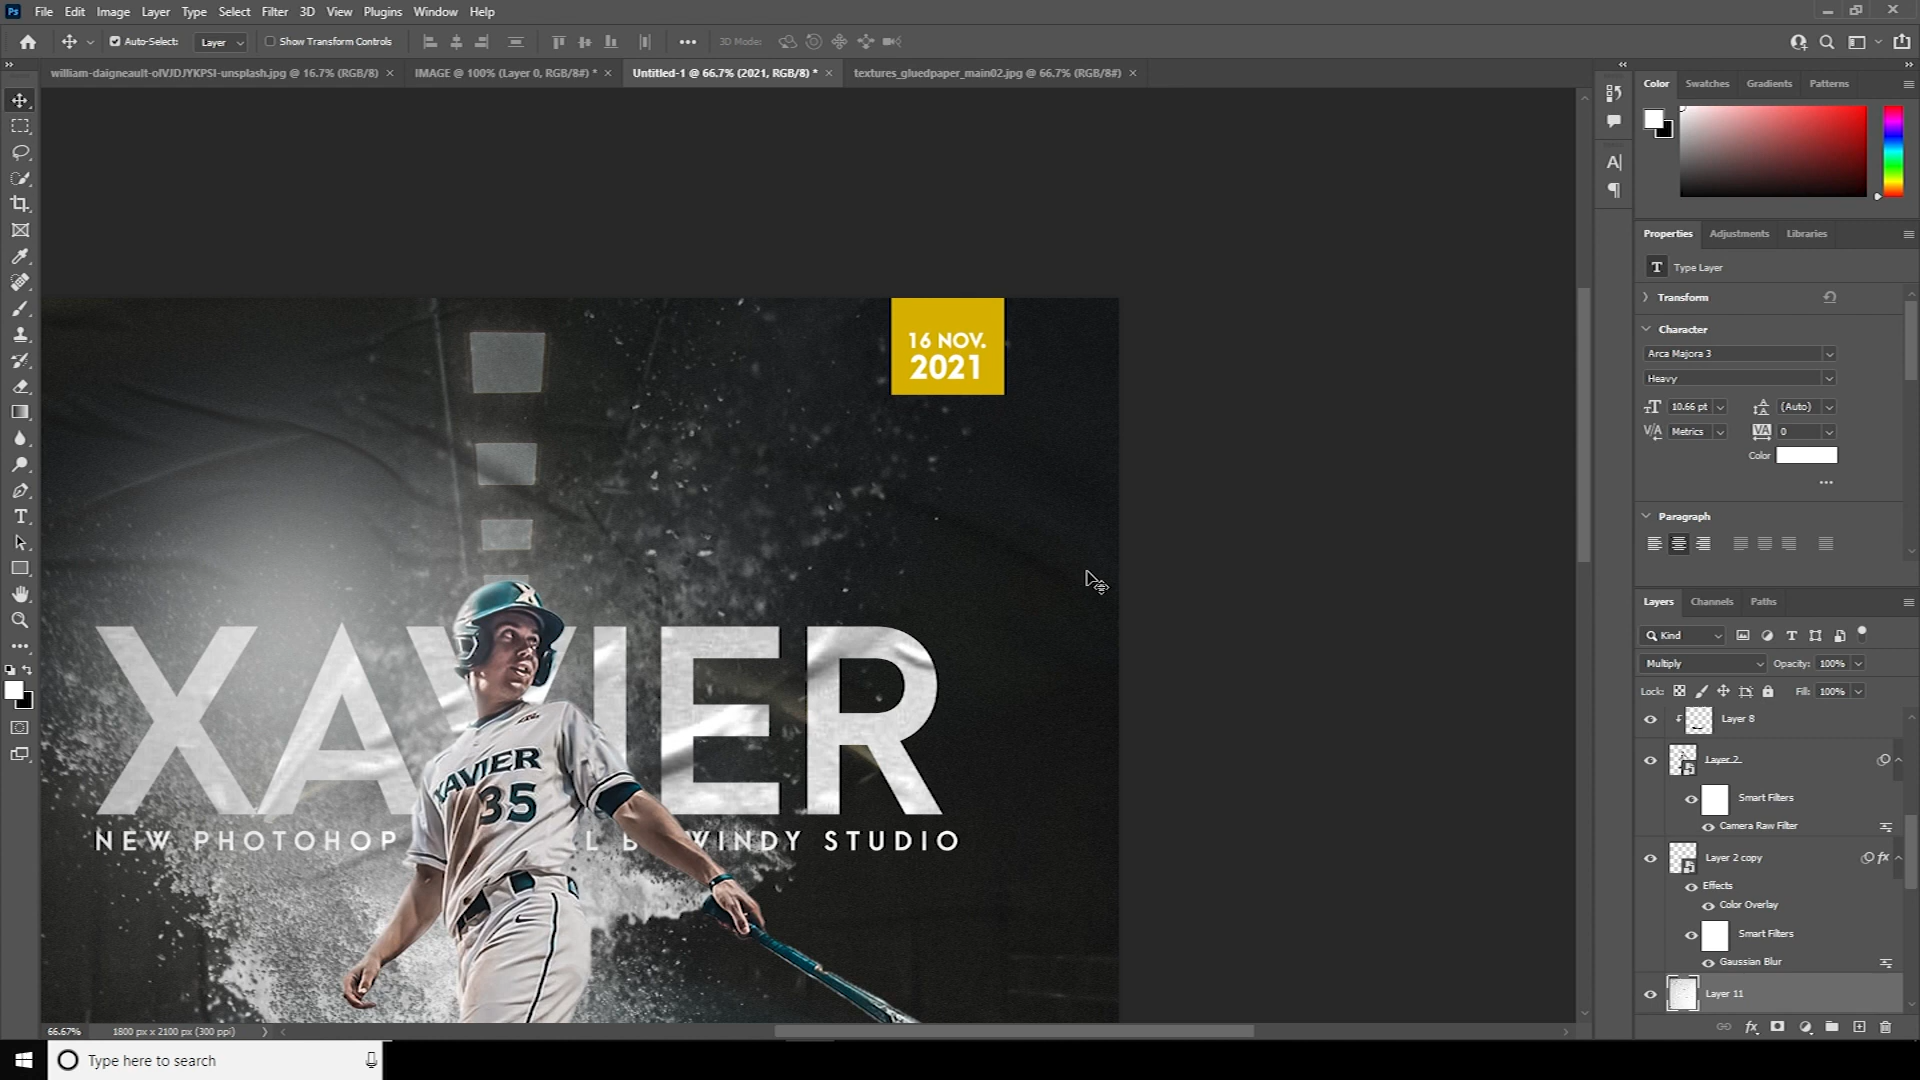 Ps File Edit Image Layer Type Select Filter 3D View Plugins Window Help
Auto-Select: Layer Show Transform Controls 3D Mode:
william-daigneault-oIVJDJYKPSI-unsplash.jpg @ 16.7% (RGB/8) × IMAGE @ 100% (Layer 0, RGB/8#) * × Untitled-1 @ 66.7% (2021, RGB/8) * × textures_gluedpaper_main02.jpg @ 66.7% (RGB/8#) ×
Color Swatches Gradients Patterns
Properties Adjustments Libraries
T Type Layer
Transform
Character
Arca Majora 3
Heavy
10.66 pt (Auto)
Metrics 0
Color
Paragraph
Layers Channels Paths
Kind
Multiply Opacity: 100%
Lock: Fill: 100%
Layer 8
Layer 2
Smart Filters
Camera Raw Filter
Layer 2 copy fx
Effects
Color Overlay
Smart Filters
Gaussian Blur
Layer 11
fx
16 NOV.
2021
XAVIER
XAVIER
35
NEW PHOTOHOP L B WINDY STUDIO
66.67% 1800 px x 2100 px (300 ppi)
Type here to search